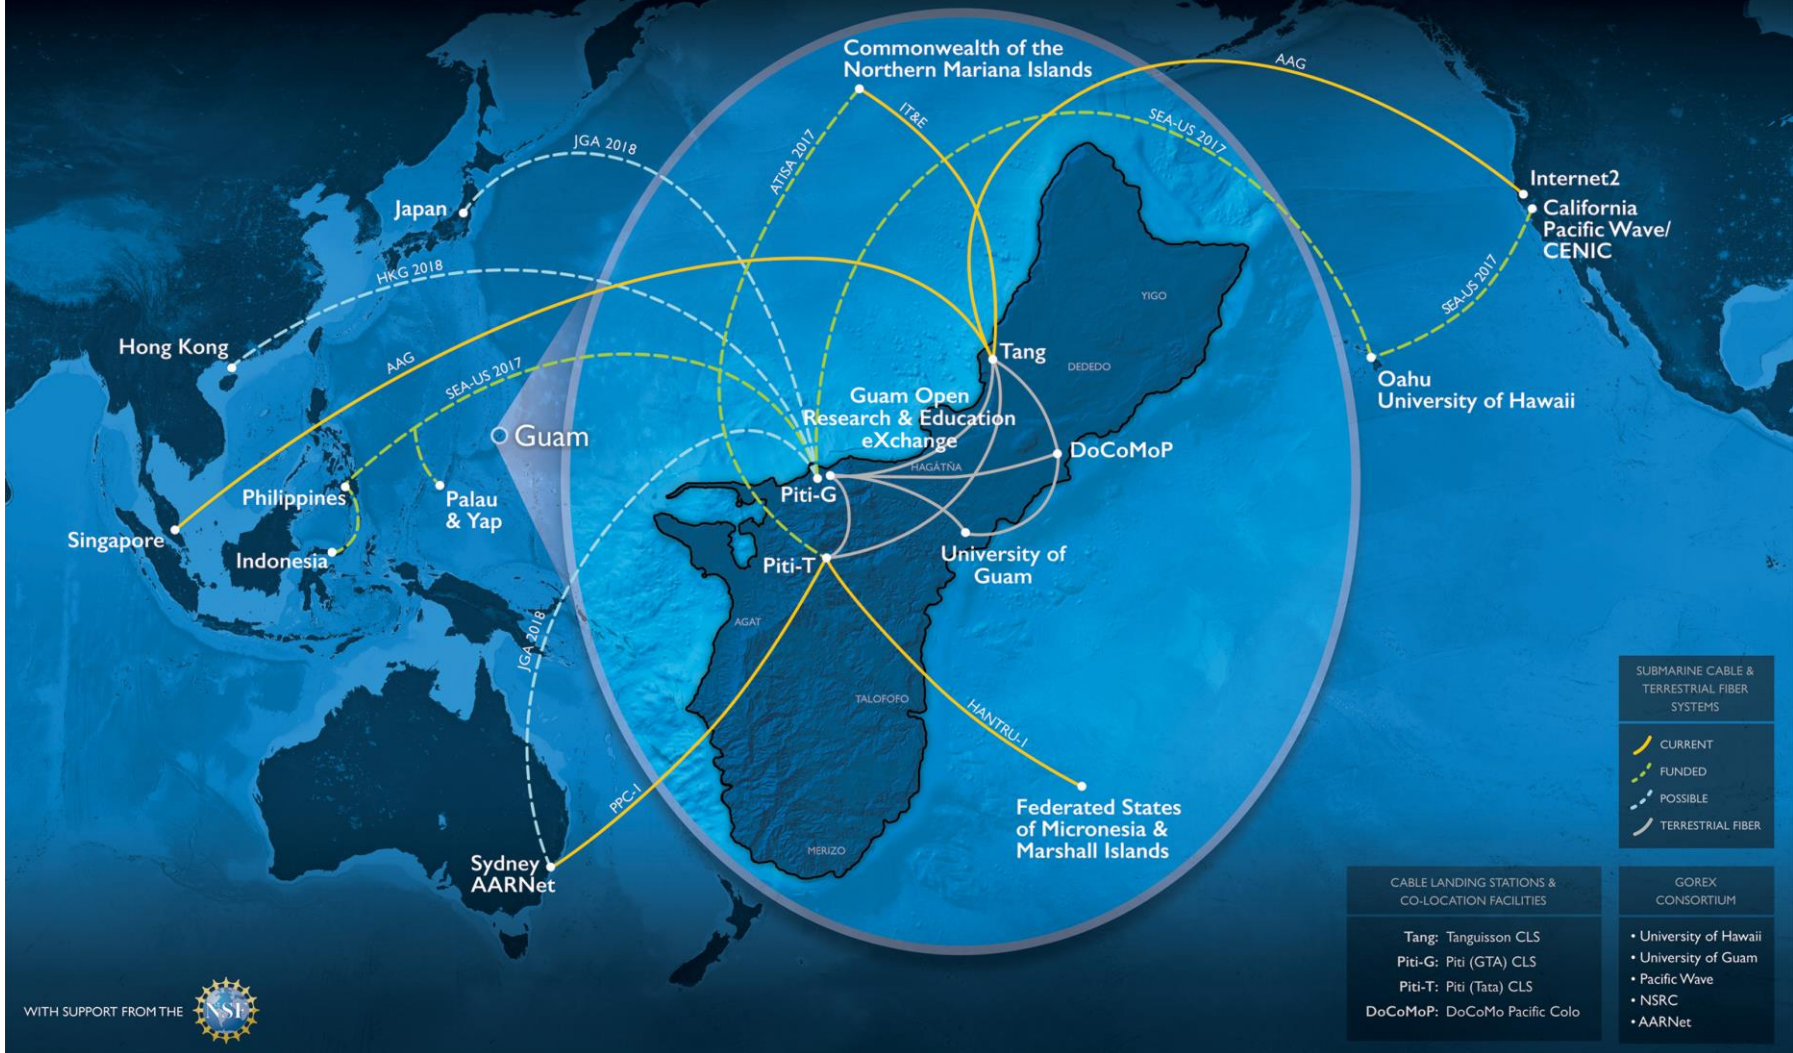 Commonwealth of the
Northern Mariana Islands
AAG
IT&E
SEA-US 2017
ATISA 2017
JGA 2018
Japan
Internet2
California
Pacific Wave/
CENIC
HKG 2018
SEA-US 2017
YIGO
Hong Kong
AAG
SEA-US 2017
Tang
DEDEDO
Oahu
University of Hawaii
Guam Open
Research & Education
eXchange
Guam
DoCoMoP
HAGÅTÑA
Philippines
Palau
& Yap
Piti-G
Singapore
Indonesia
Piti-T
University of
Guam
AGAT
JGA 2018
TALOFOFO
HANTRU-1
PPC-1
Federated States
of Micronesia &
Marshall Islands
MERIZO
Sydney
AARNet
SUBMARINE CABLE &
TERRESTRIAL FIBER
SYSTEMS
CURRENT
FUNDED
POSSIBLE
TERRESTRIAL FIBER
CABLE LANDING STATIONS &
CO-LOCATION FACILITIES
Tang: Tanguisson CLS
Piti-G: Piti (GTA) CLS
Piti-T: Piti (Tata) CLS
DoCoMoP: DoCoMo Pacific Colo
GOREX
CONSORTIUM
• University of Hawaii
• University of Guam
• Pacific Wave
• NSRC
• AARNet
WITH SUPPORT FROM THE
NSF